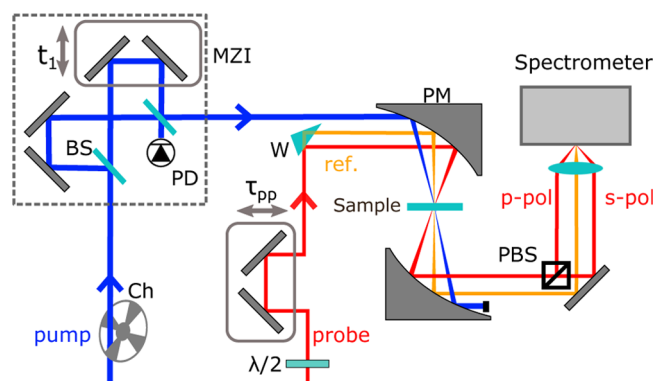 t₁
MZI
Spectrometer
PM
BS
PD
W
ref.
p-pol
s-pol
τpp
Sample
PBS
Ch
pump
probe
λ/2